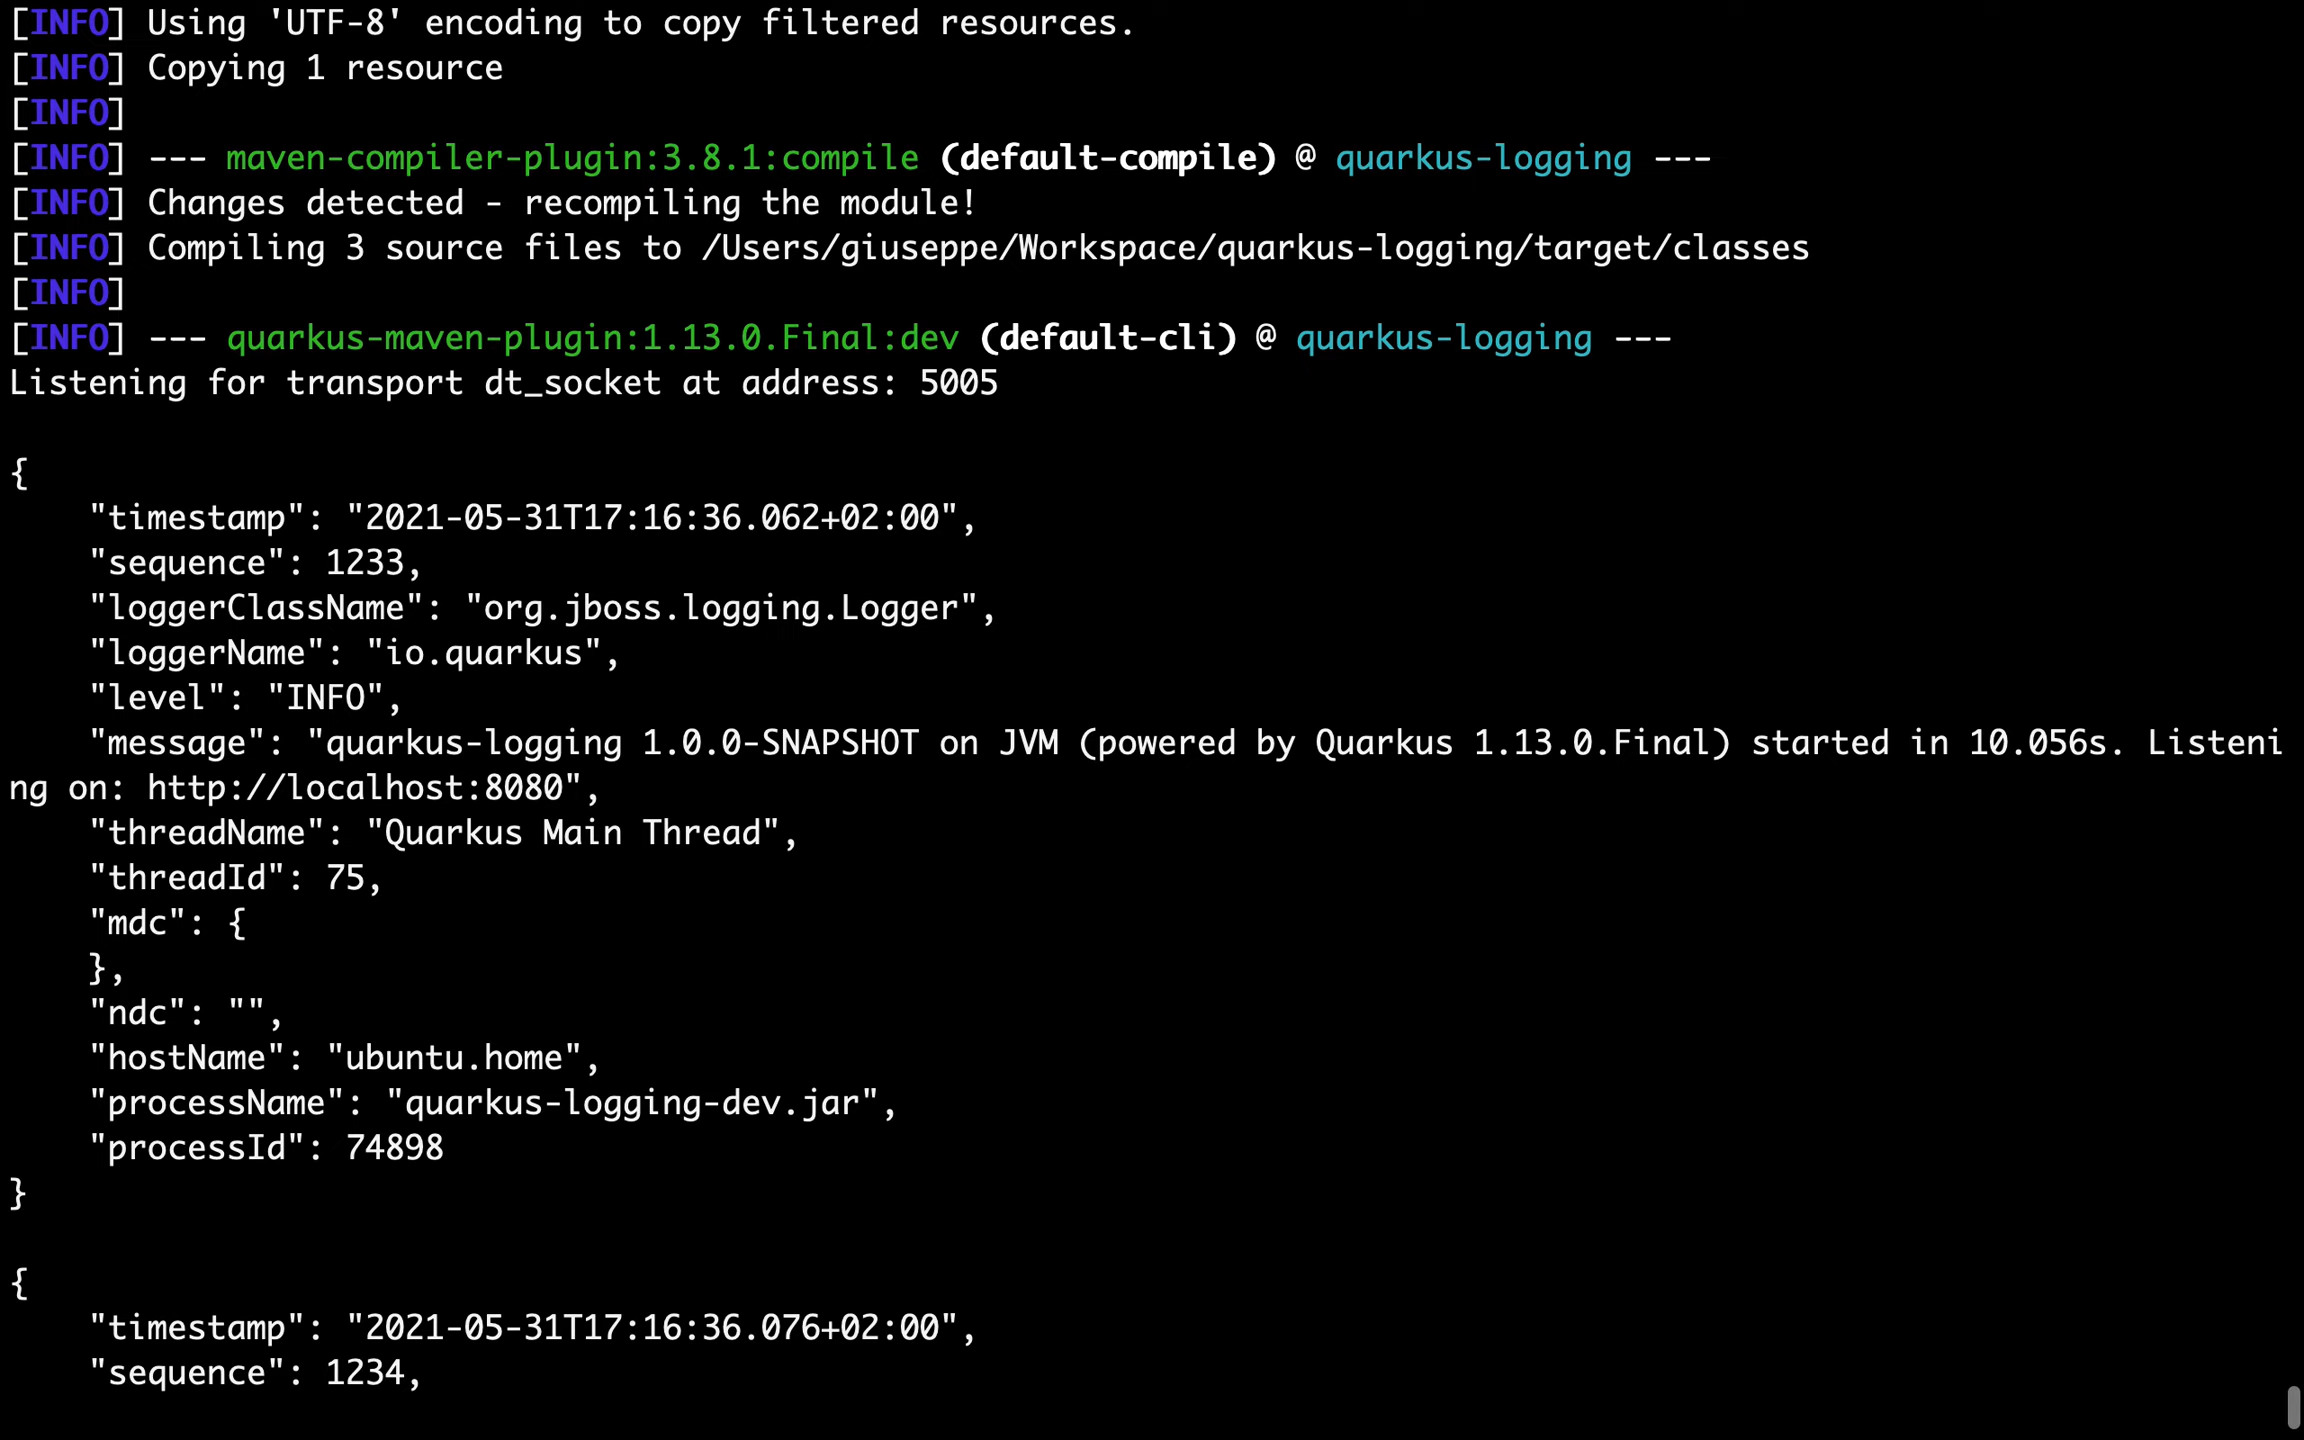 [INFO] Using 'UTF-8' encoding to copy filtered resources.
[INFO] Copying 1 resource
[INFO]
[INFO] --- maven-compiler-plugin:3.8.1:compile (default-compile) @ quarkus-logging ---
[INFO] Changes detected - recompiling the module!
[INFO] Compiling 3 source files to /Users/giuseppe/Workspace/quarkus-logging/target/classes
[INFO]
[INFO] --- quarkus-maven-plugin:1.13.0.Final:dev (default-cli) @ quarkus-logging ---
Listening for transport dt_socket at address: 5005

{
    "timestamp": "2021-05-31T17:16:36.062+02:00",
    "sequence": 1233,
    "loggerClassName": "org.jboss.logging.Logger",
    "loggerName": "io.quarkus",
    "level": "INFO",
    "message": "quarkus-logging 1.0.0-SNAPSHOT on JVM (powered by Quarkus 1.13.0.Final) started in 10.056s. Listeni
ng on: http://localhost:8080",
    "threadName": "Quarkus Main Thread",
    "threadId": 75,
    "mdc": {
    },
    "ndc": "",
    "hostName": "ubuntu.home",
    "processName": "quarkus-logging-dev.jar",
    "processId": 74898
}

{
    "timestamp": "2021-05-31T17:16:36.076+02:00",
    "sequence": 1234,